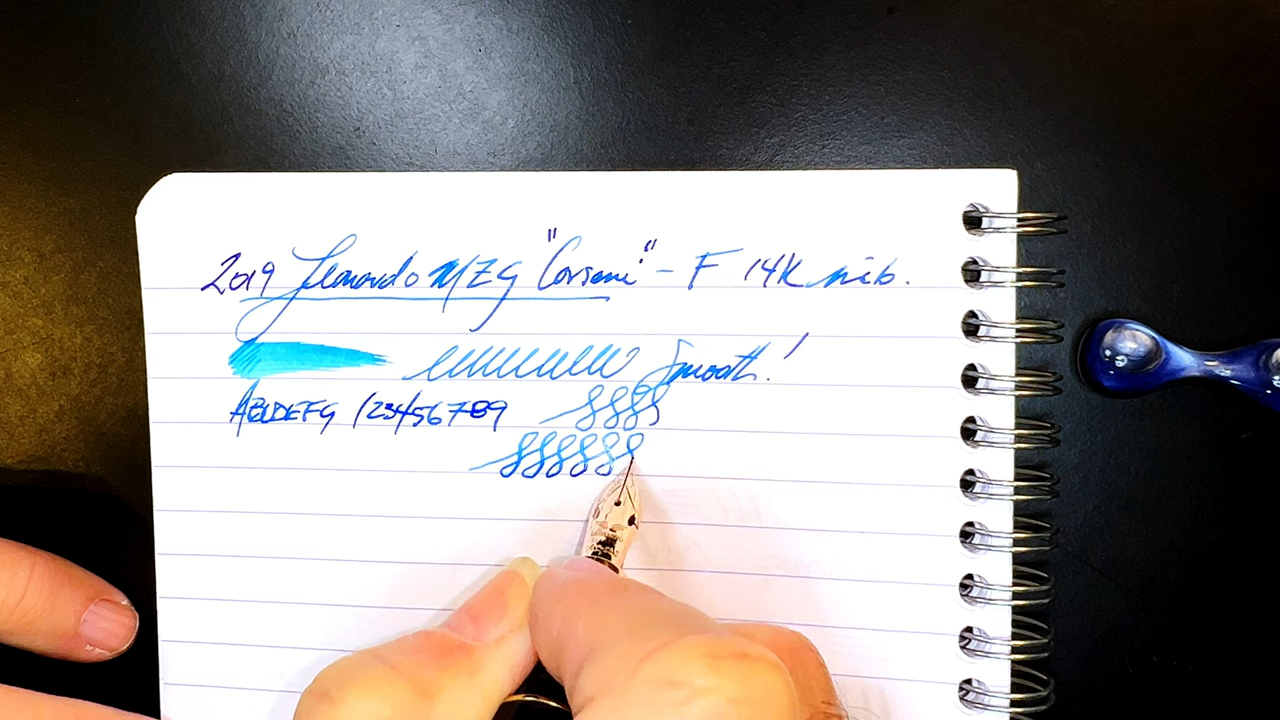 2019 Leonardo MZG "Corsani" - F 14K nib.
Smooth!
ABCDEFG 123456789